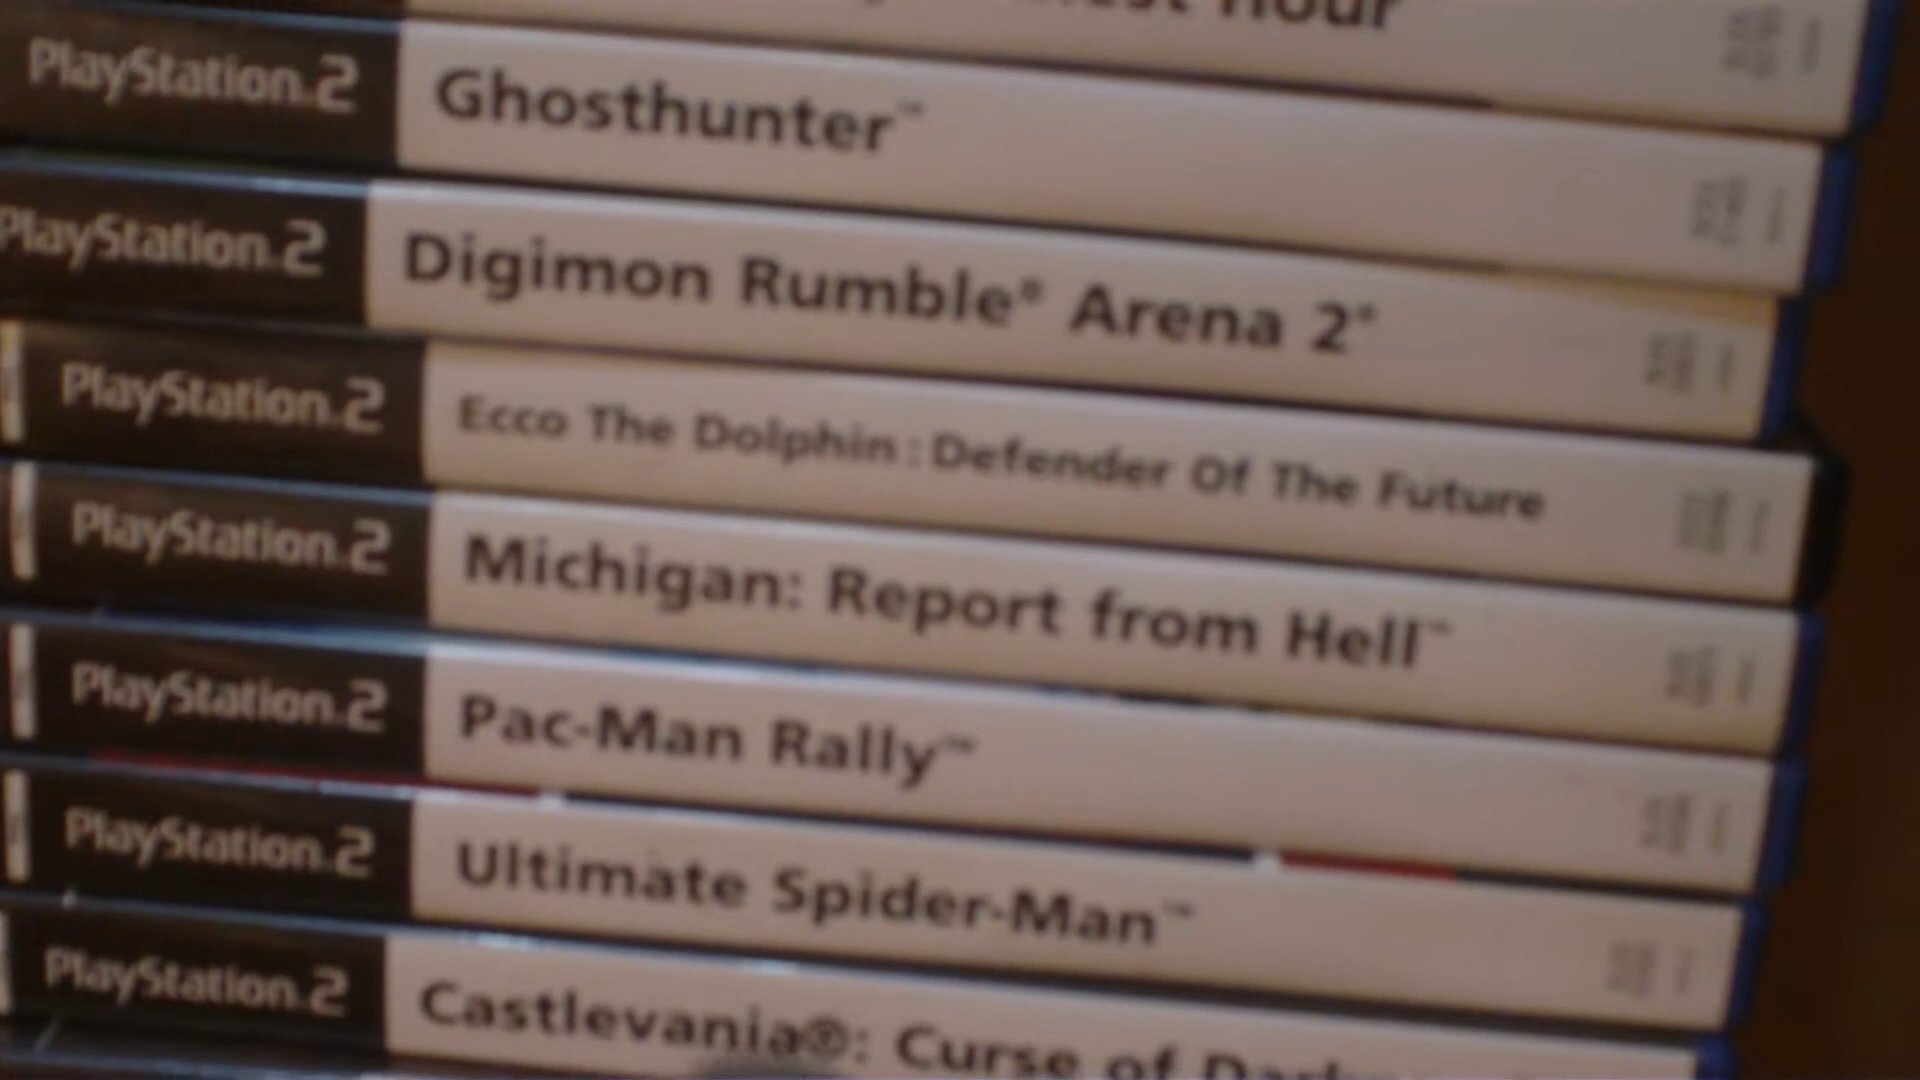 Hour
PlayStation.2 Ghosthunter™
PlayStation.2 Digimon Rumble® Arena 2®
PlayStation.2 Ecco The Dolphin : Defender Of The Future
PlayStation.2 Michigan: Report from Hell™
PlayStation.2 Pac-Man Rally™
PlayStation.2 Ultimate Spider-Man™
PlayStation.2 Castlevania®: Curse of